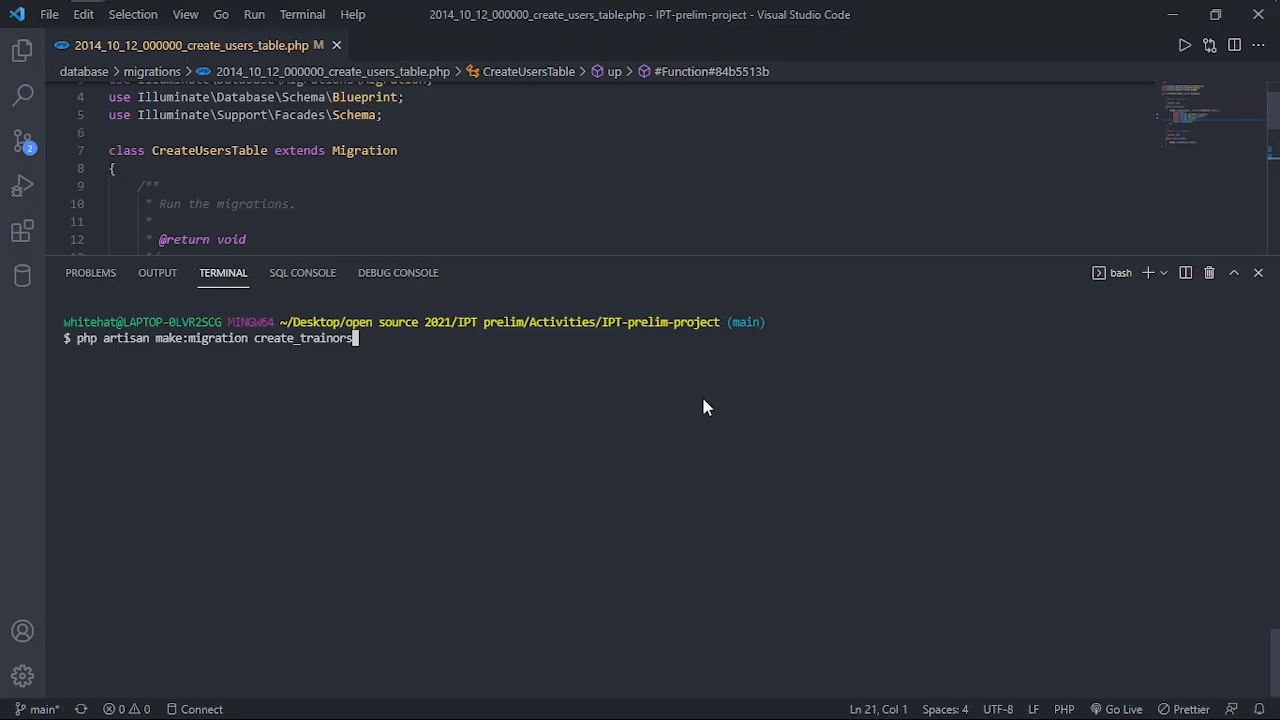 File Edit Selection View Go Run Terminal Help 2014_10_12_000000_create_users_table.php - IPT-prelim-project - Visual Studio Code
2014_10_12_000000_create_users_table.php M
database > migrations > 2014_10_12_000000_create_users_table.php > CreateUsersTable > up > #Function#84b5513b
4 use Illuminate\Database\Schema\Blueprint;
5 use Illuminate\Support\Facades\Schema;
6
7 class CreateUsersTable extends Migration
8 {
9 /**
10 * Run the migrations.
11 *
12 * @return void
2
PROBLEMS OUTPUT TERMINAL SQL CONSOLE DEBUG CONSOLE bash
whitehat@LAPTOP-0LVR2SCG MINGW64 ~/Desktop/open source 2021/IPT prelim/Activities/IPT-prelim-project (main)
$ php artisan make:migration create_trainors
main* 0 0 Connect Ln 21, Col 1 Spaces: 4 UTF-8 LF PHP Go Live Prettier